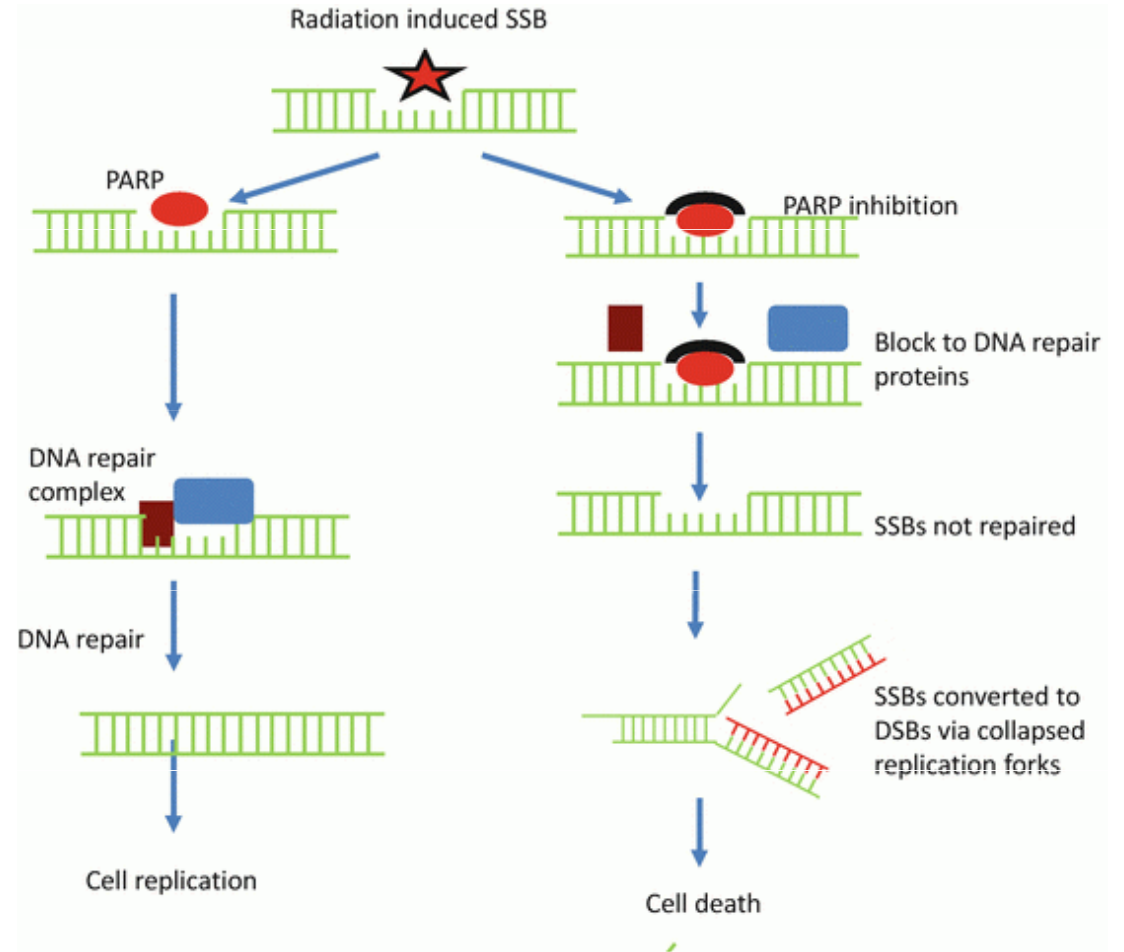 Radiation induced SSB
PARP
PARP inhibition
Block to DNA repair
proteins
DNA repair
complex
SSBs not repaired
DNA repair
SSBs converted to
DSBs via collapsed
replication forks
Cell replication
Cell death